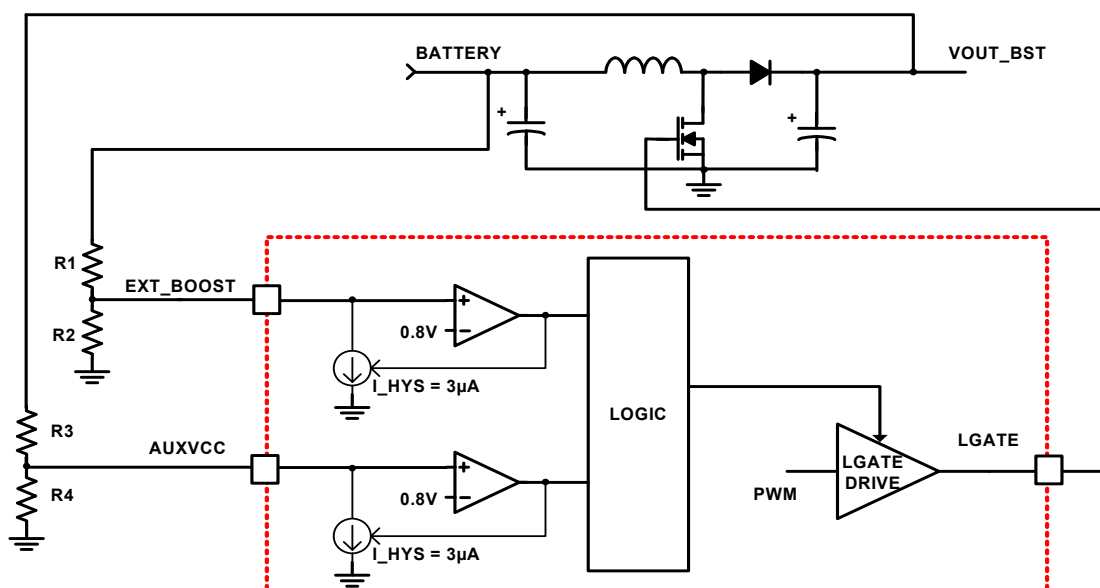 BATTERY
VOUT_BST
+
+
R1
EXT_BOOST
R2
+
0.8V
−
I_HYS = 3µA
LOGIC
R3
AUXVCC
R4
+
0.8V
−
I_HYS = 3µA
LGATE
LGATE
DRIVE
PWM